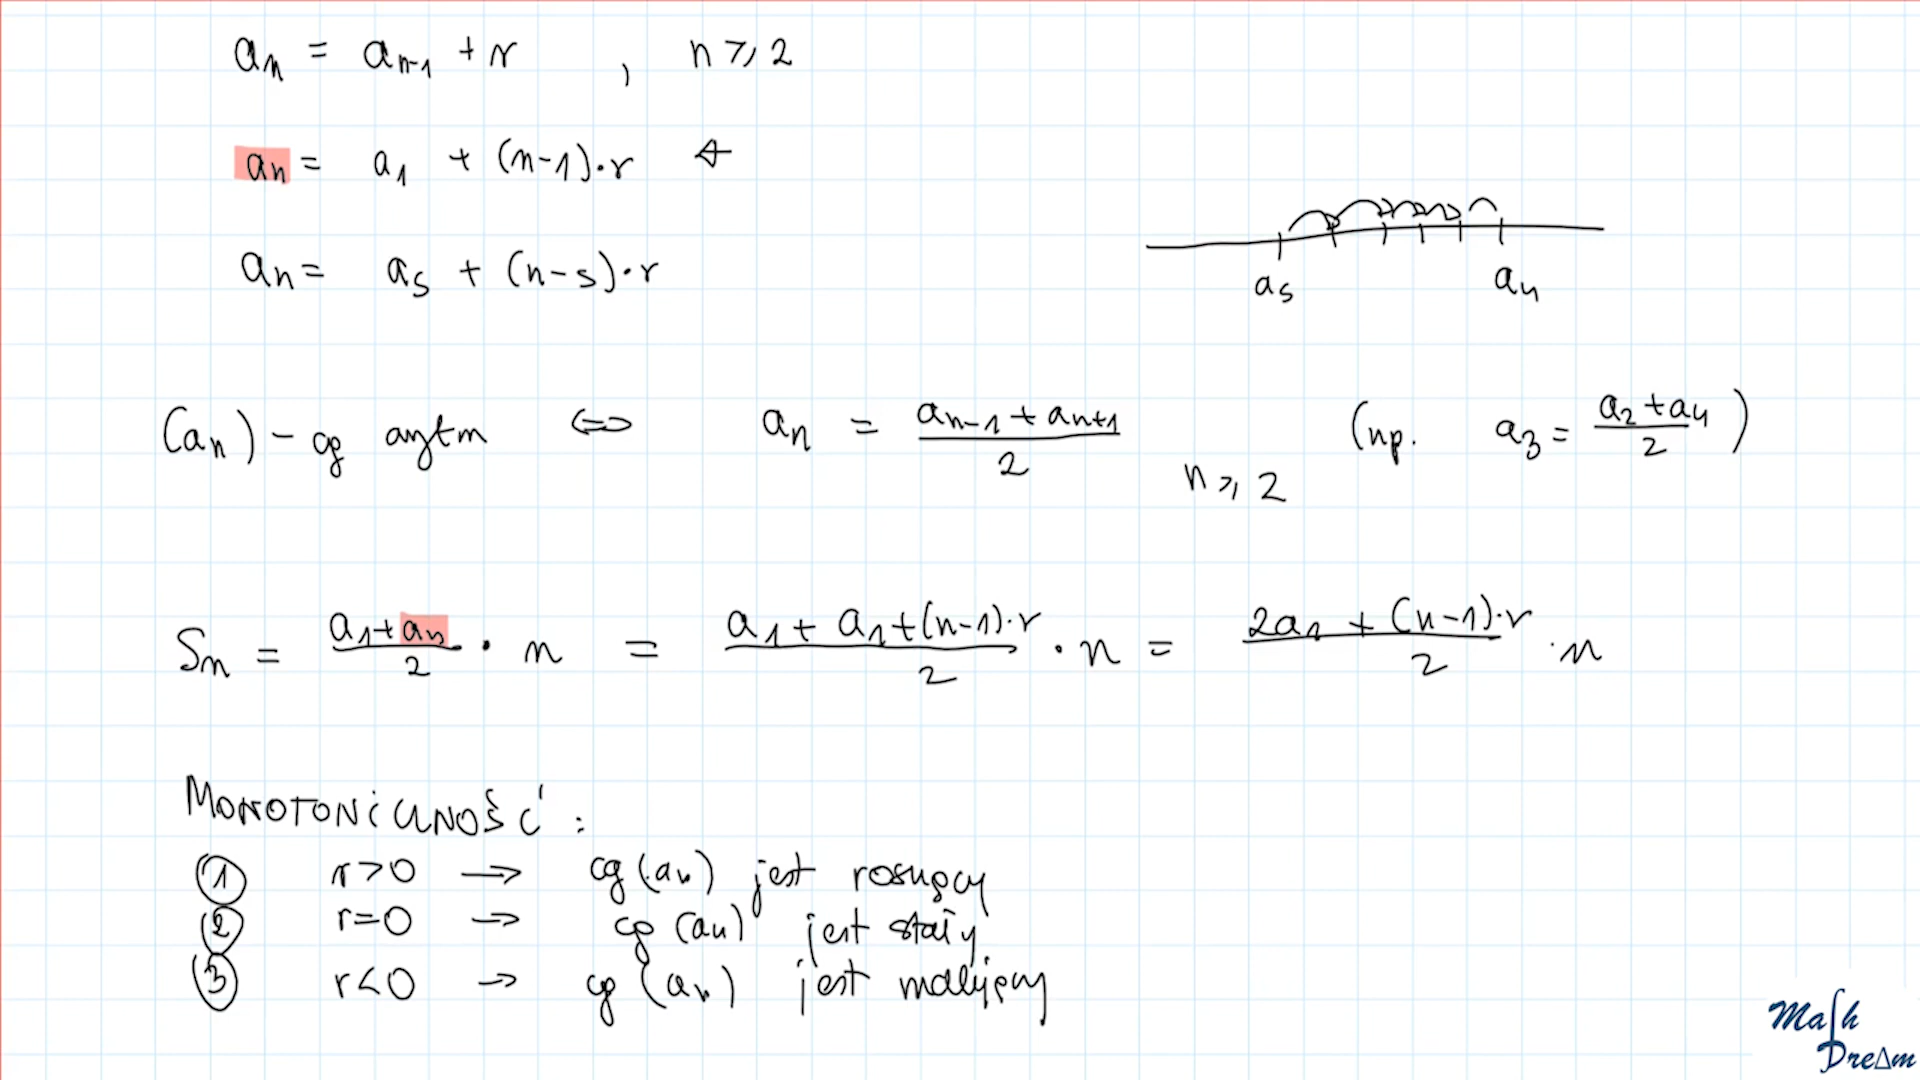 aₙ = aₙ₋₁ + r , n ⩾ 2
aₙ = a₁ + (n-1)·r
aₙ = aₛ + (n-s)·r
aₛ aₙ
(aₙ) - cg arytm ⇔ aₙ = (aₙ₋₁ + aₙ₊₁)/2 n ⩾ 2 (np. a₃ = (a₂ + a₄)/2)
Sₙ = (a₁ + aₙ)/2 · n = (a₁ + a₁ + (n-1)·r)/2 · n = (2a₁ + (n-1)·r)/2 · n
MONOTONICZNOŚĆ :
① r>0 → cg (aₙ) jest rosnący
② r=0 → cg (aₙ) jest stały
③ r<0 → cg (aₙ) jest malejący
Math
Dre∆m